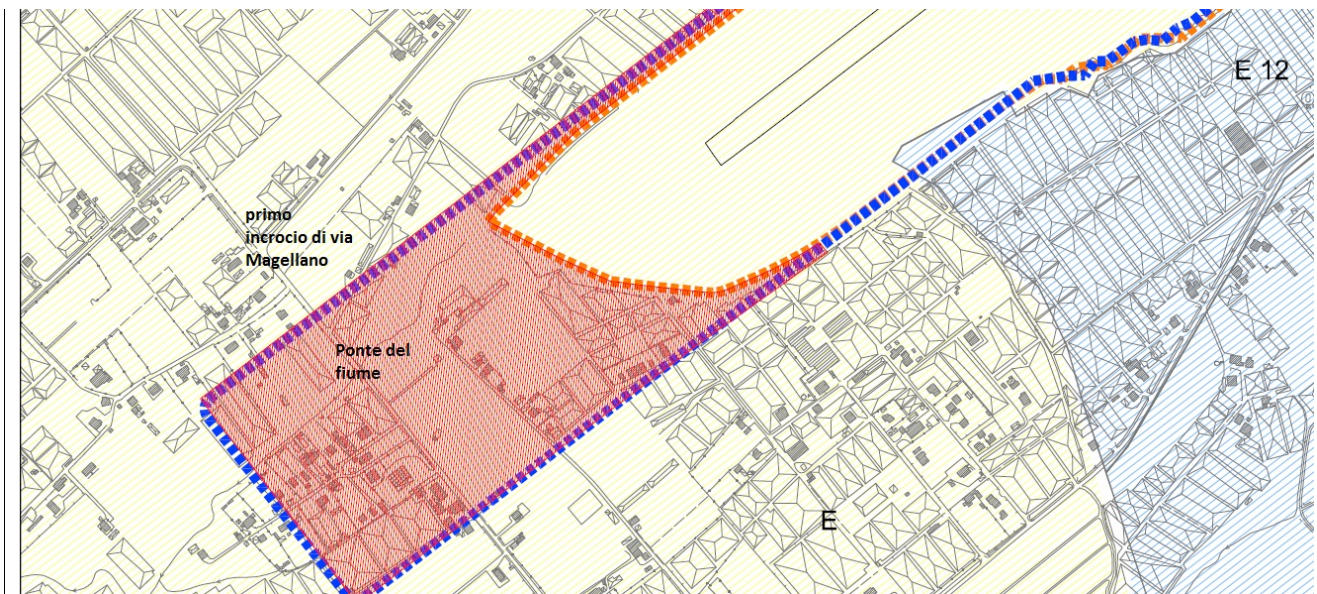 E 12
primo
incrocio di via
Magellano
Ponte del
fiume
E